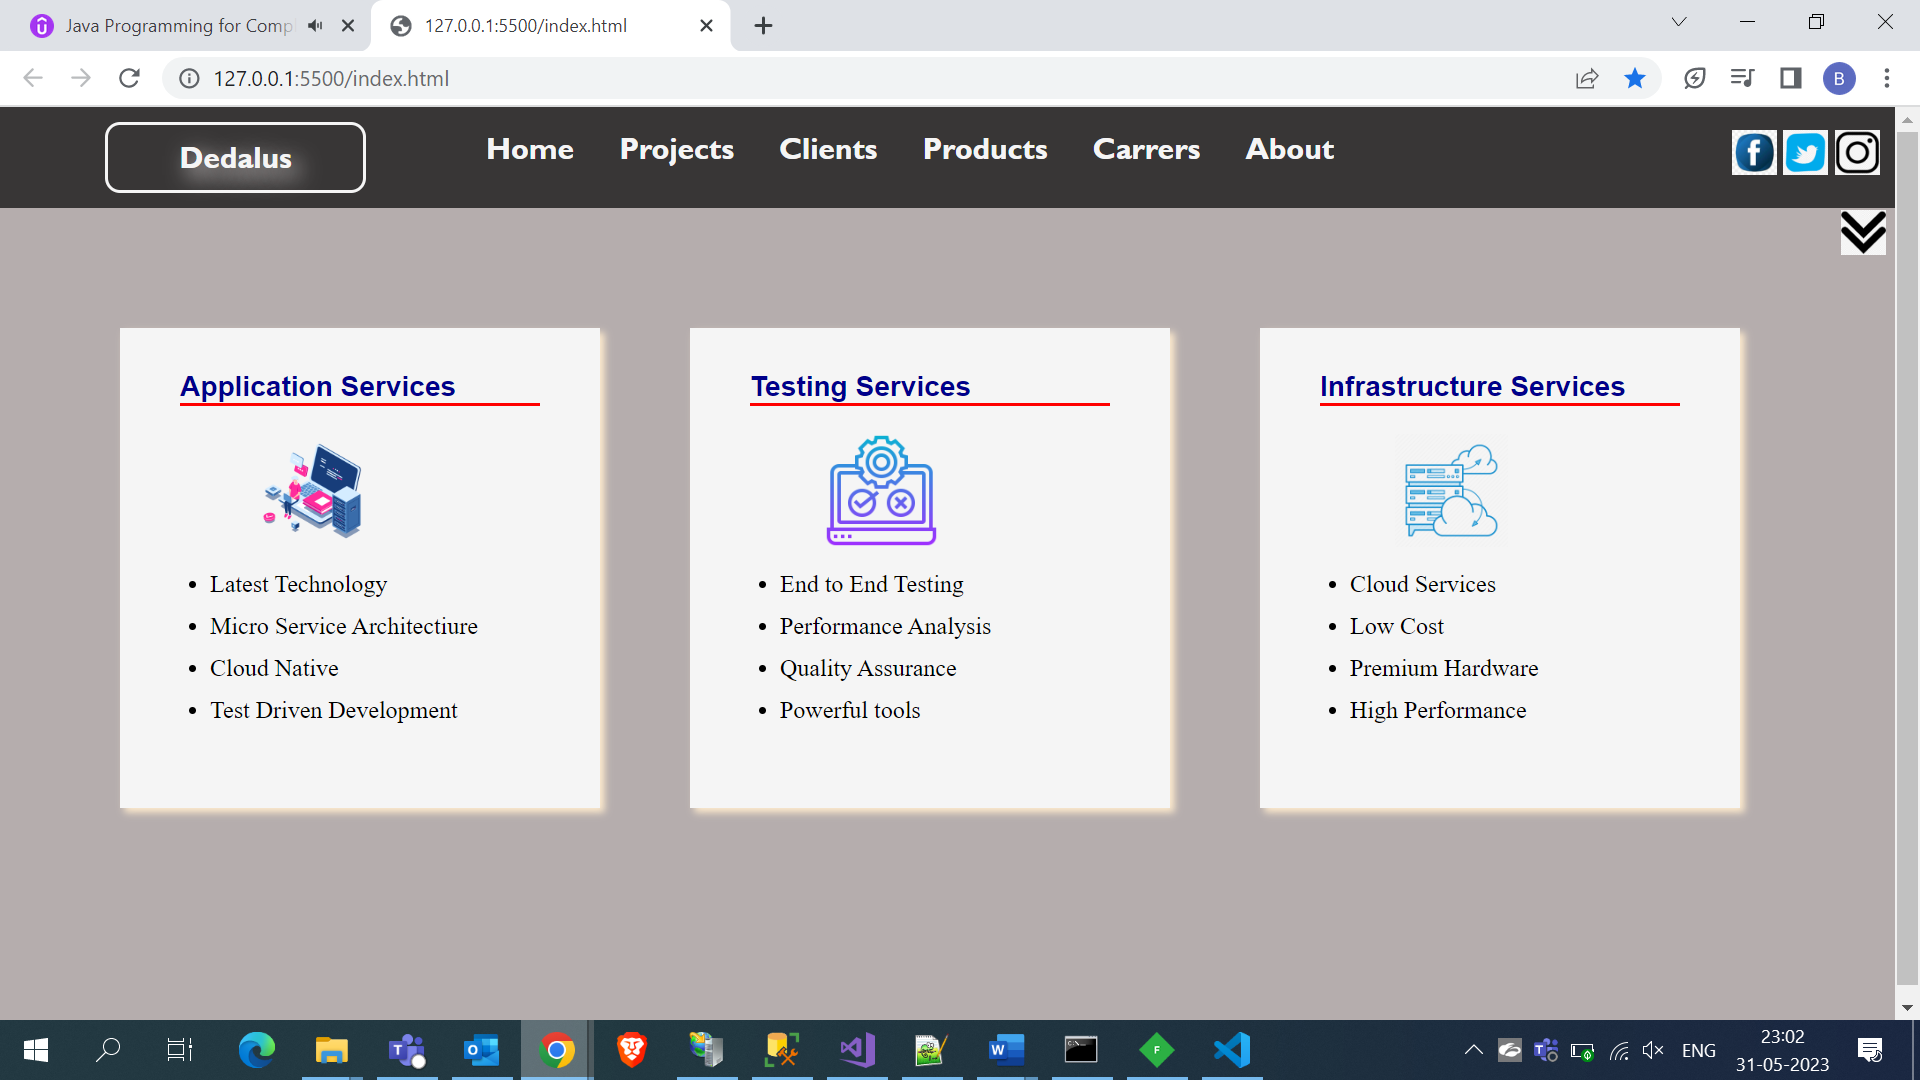 Java Programming for Comp
127.0.0.1:5500/index.html
127.0.0.1:5500/index.html
B
Dedalus
Home
Projects
Clients
Products
Carrers
About
Application Services
Latest Technology
Micro Service Architectiure
Cloud Native
Test Driven Development
Testing Services
End to End Testing
Performance Analysis
Quality Assurance
Powerful tools
Infrastructure Services
Cloud Services
Low Cost
Premium Hardware
High Performance
ENG
23:02
31-05-2023